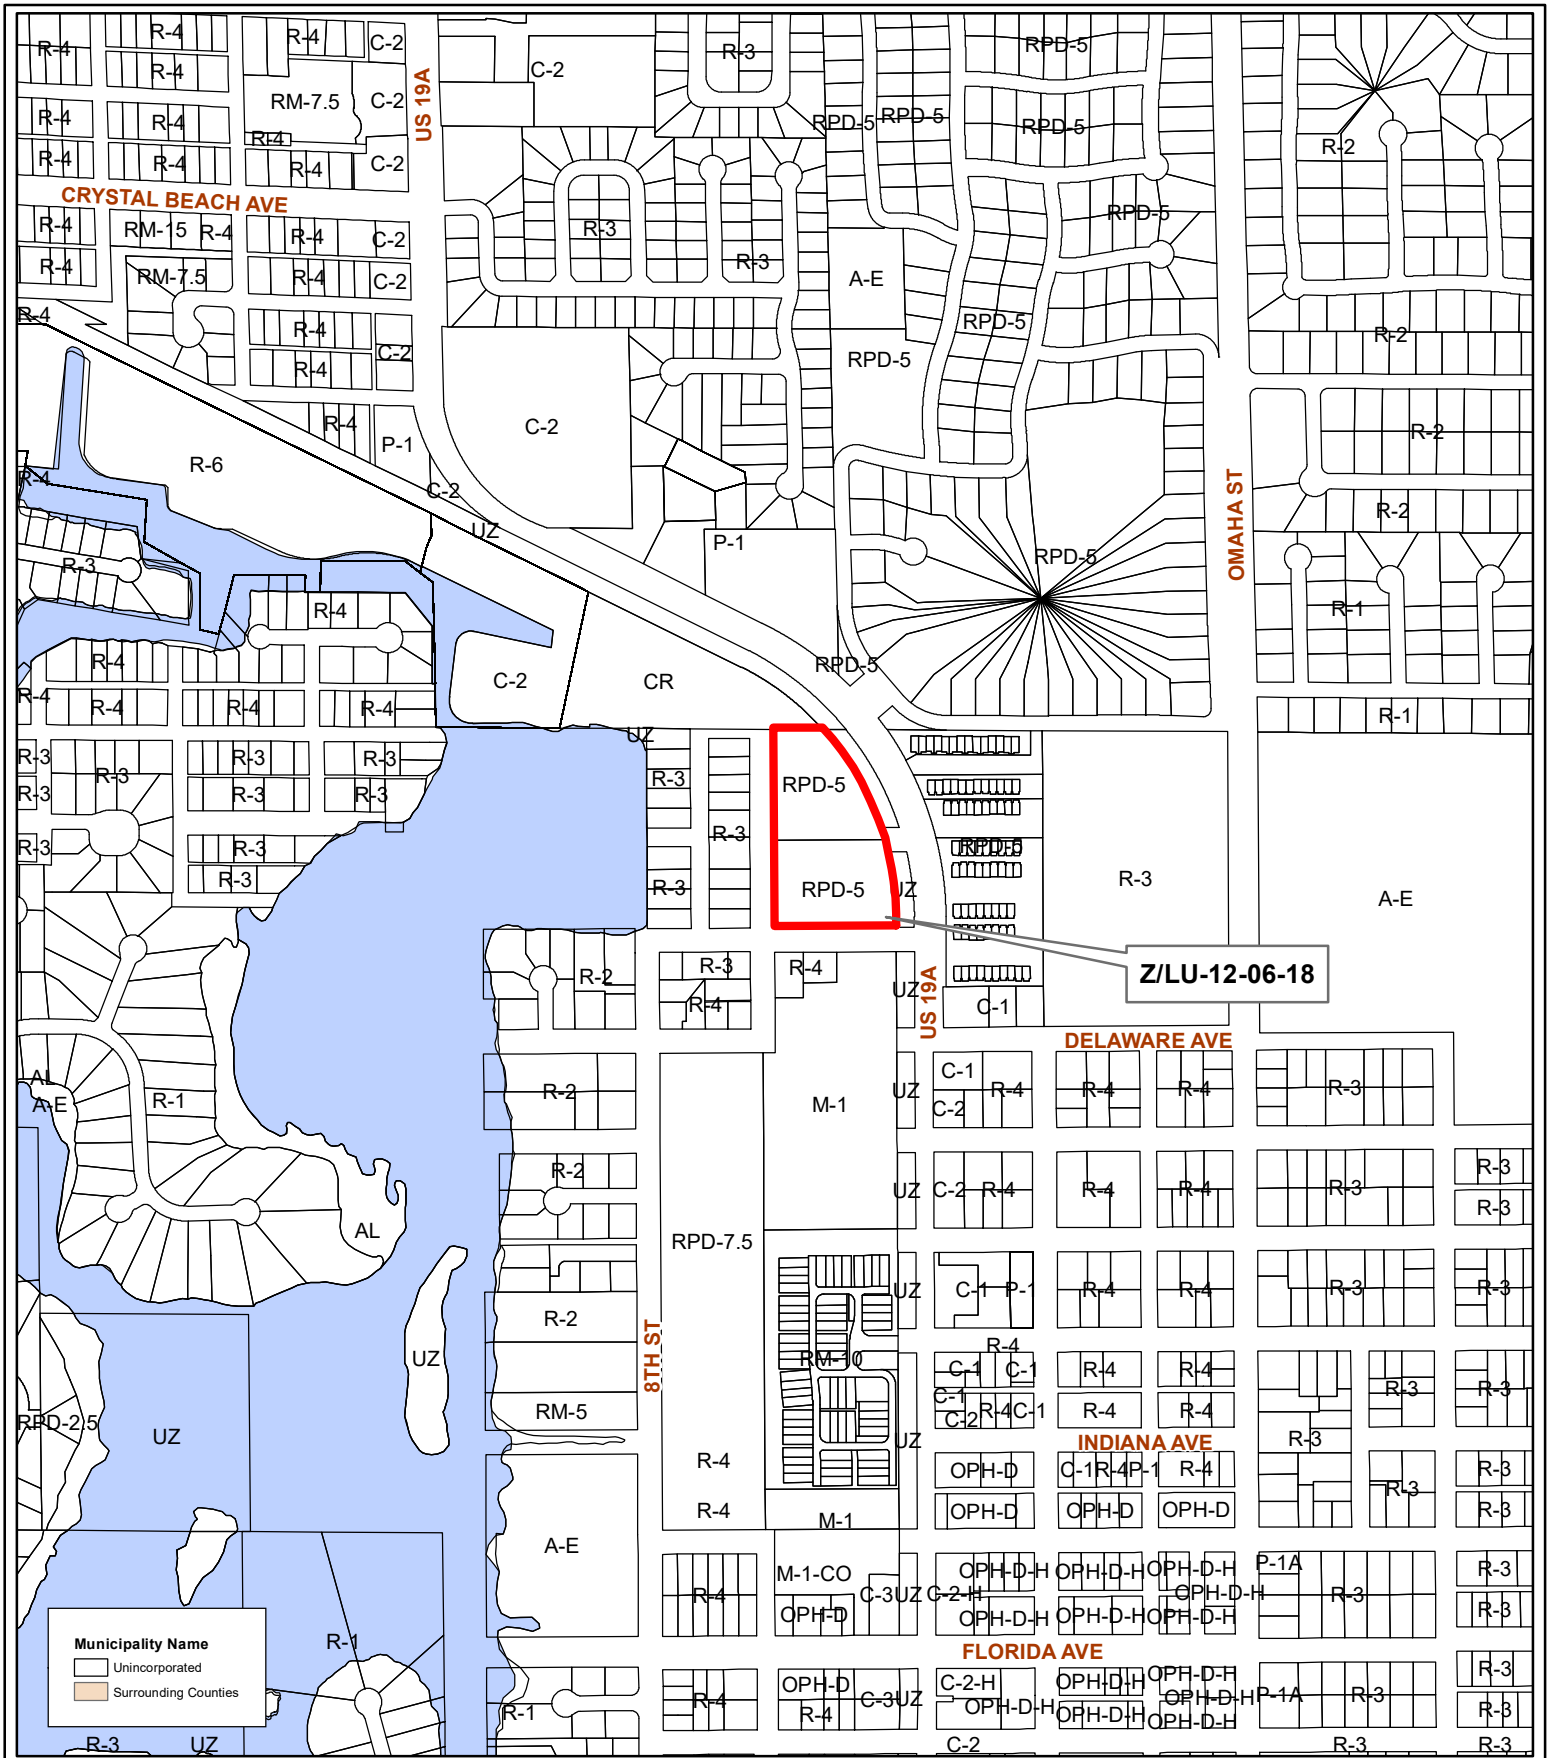 R-4 R-4 R-4 C-2 C-2 R-3 RPD-5
R-4
RM-7.5 C-2 US 19A
R-4 R-4 R-4 RPD-5 RPD-5 RPD-5
R-4 R-4 R-4 C-2 R-2
CRYSTAL BEACH AVE
R-4 RM-15 R-4 R-4 C-2 R-3 RPD-5
R-4 RM-7.5 R-4 C-2 R-3 A-E
R-4 R-4 RPD-5 R-2
R-4 C-2 RPD-5
R-4 P-1 C-2 R-2
R-6
R-4 C-2 OMAHA ST
UZ P-1 R-2
R-3 RPD-5
R-4 R-1
R-4 RPD-5
R-4 C-2 CR
R-4 R-4 R-4 R-1
UZ
R-3 R-3 R-3 R-3 R-3 RPD-5
R-3 R-3 R-3
R-3 R-3 R-3 RPD-5
R-3 R-3 RPD-5 UZ R-3 A-E
Z/LU-12-06-18
R-2 R-3 R-4 UZ US 19A
R-4 C-1
DELAWARE AVE
AL C-1
A-E R-1 R-2 M-1 UZ C-2 R-4 R-4 R-4 R-3
R-2 UZ C-2 R-4 R-4 R-4 R-3 R-3
AL R-3
RPD-7.5
R-2 UZ C-1 P-1 R-4 R-4 R-3 R-3
8TH ST R-4
UZ RM-10 C-1 C-1 R-4 R-4 R-3 R-3
RM-5 C-1
RPD-2.5 UZ C-2 R-4 C-1 R-4 R-4
UZ INDIANA AVE R-3
R-4 OPH-D C-1 R-4 P-1 R-4 R-3 R-3
R-4 M-1 OPH-D OPH-D OPH-D R-3
A-E
M-1-CO OPH-D-H OPH-D-H OPH-D-H P-1A R-3
R-4 C-3 UZ C-2-H OPH-D-H R-3
OPH-D OPH-D-H OPH-D-H OPH-D-H R-3
Municipality Name
Unincorporated
Surrounding Counties
R-1 FLORIDA AVE
OPH-D C-2-H OPH-D-H OPH-D-H R-3
R-4 C-3 UZ OPH-D-H P-1A R-3
R-1 R-4 OPH-D-H OPH-D-H OPH-D-H R-3
R-3 UZ C-2 R-3 R-3